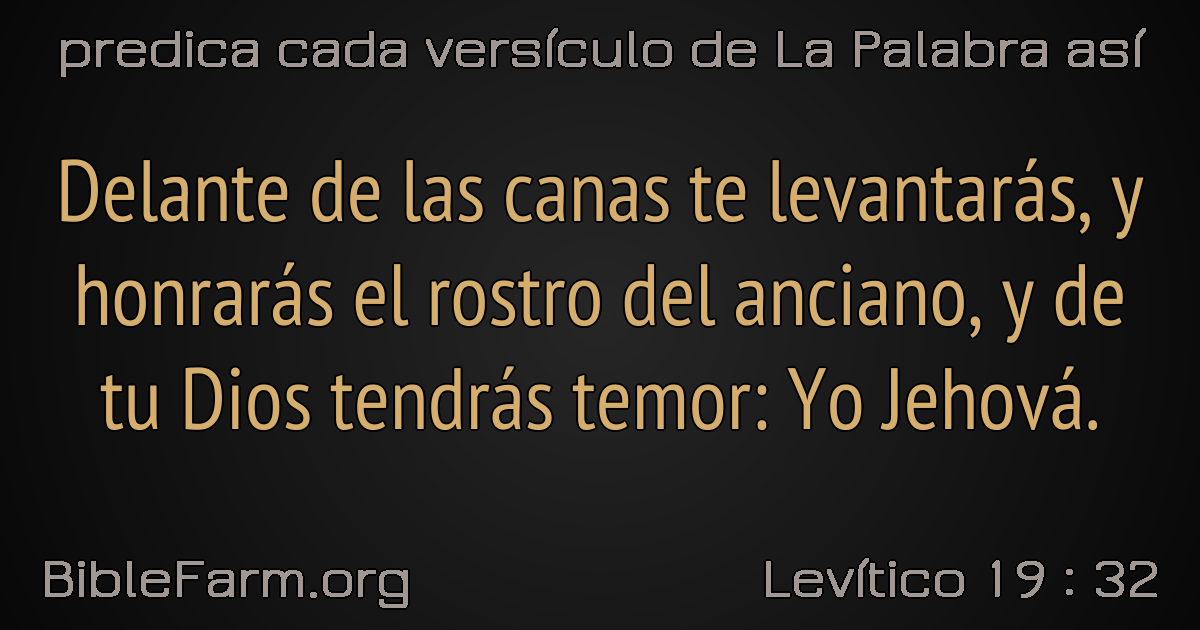 predica cada versículo de La Palabra así
Delante de las canas te levantarás, y
honrarás el rostro del anciano, y de
tu Dios tendrás temor: Yo Jehová.
BibleFarm.org
Levítico 19 : 32